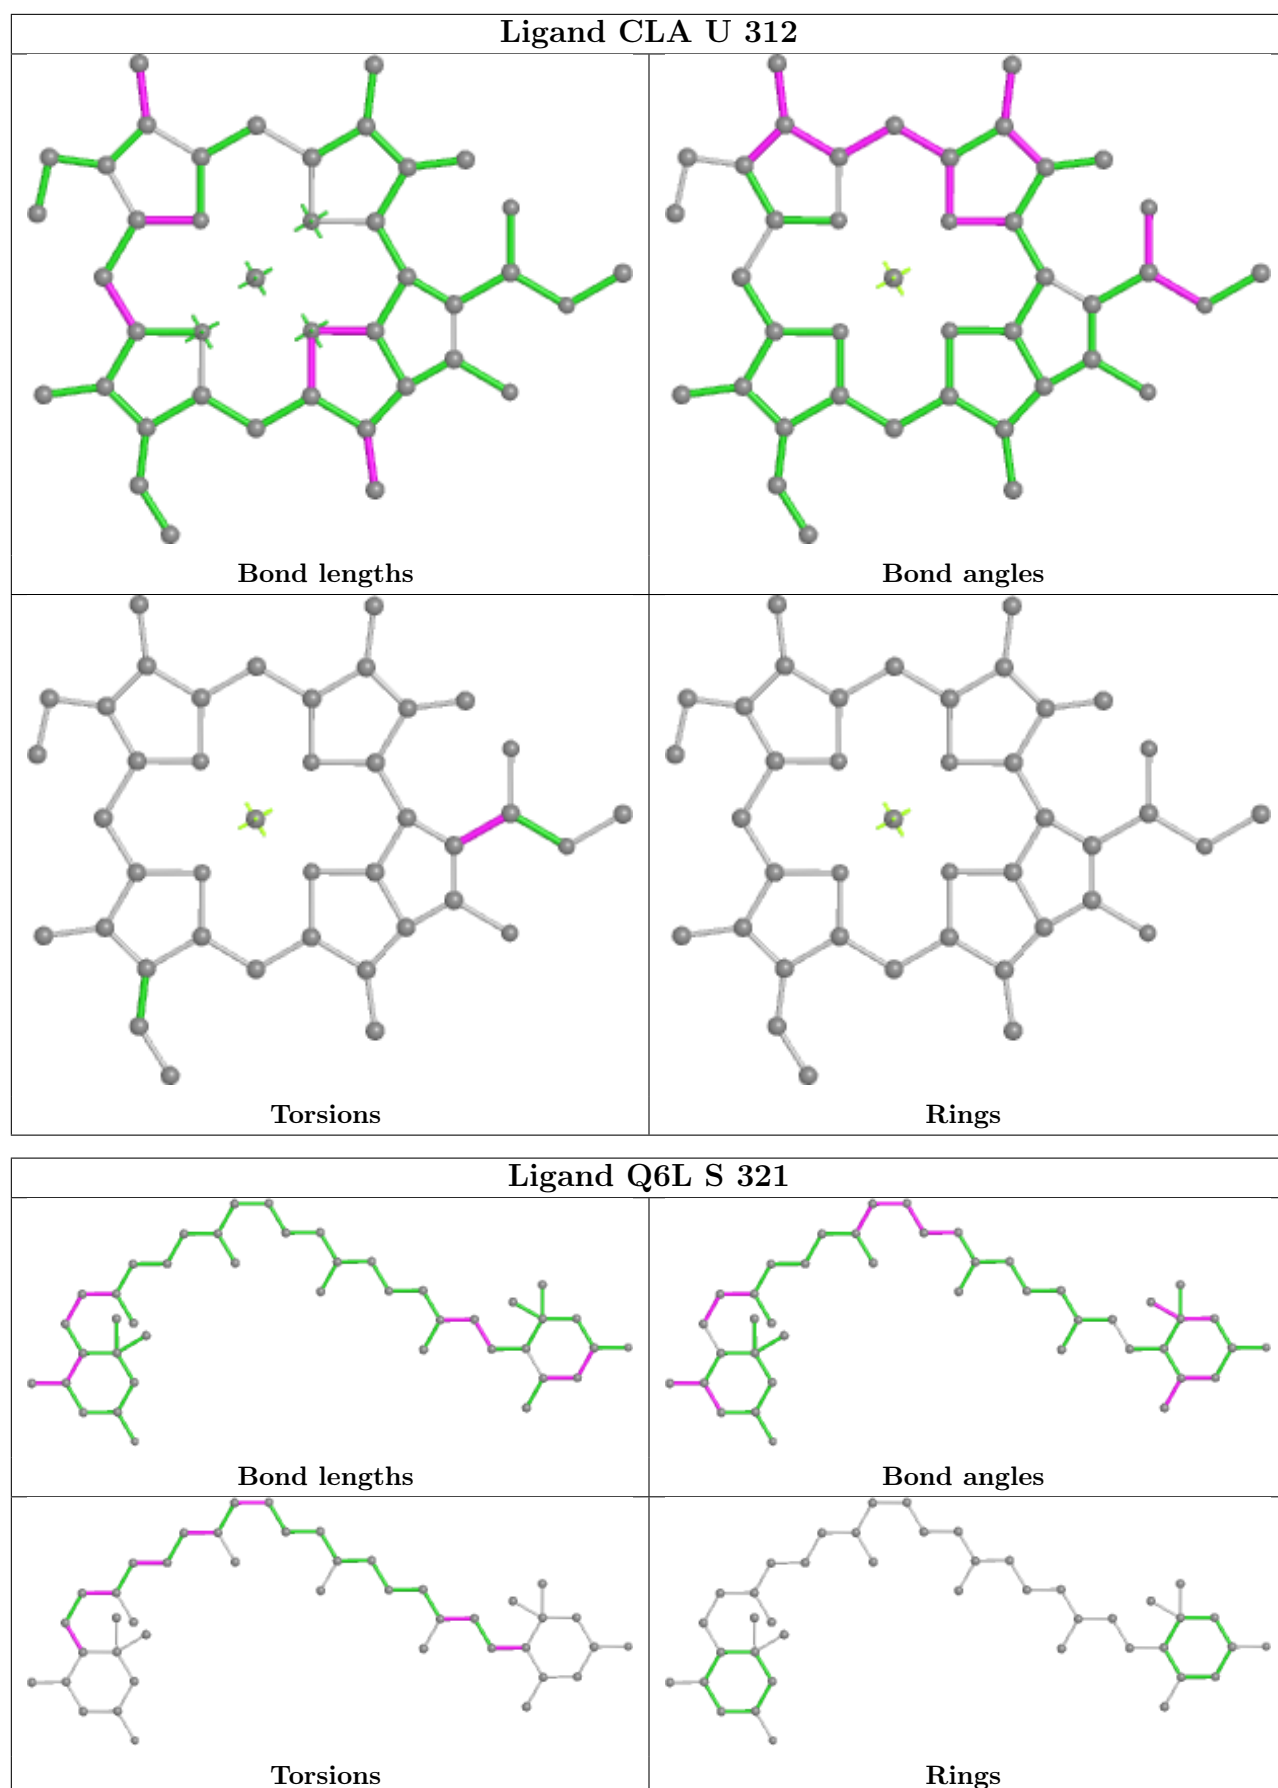 Ligand CLA U 312
Bond lengths
Bond angles
Torsions
Rings
Ligand Q6L S 321
Bond lengths
Bond angles
Torsions
Rings